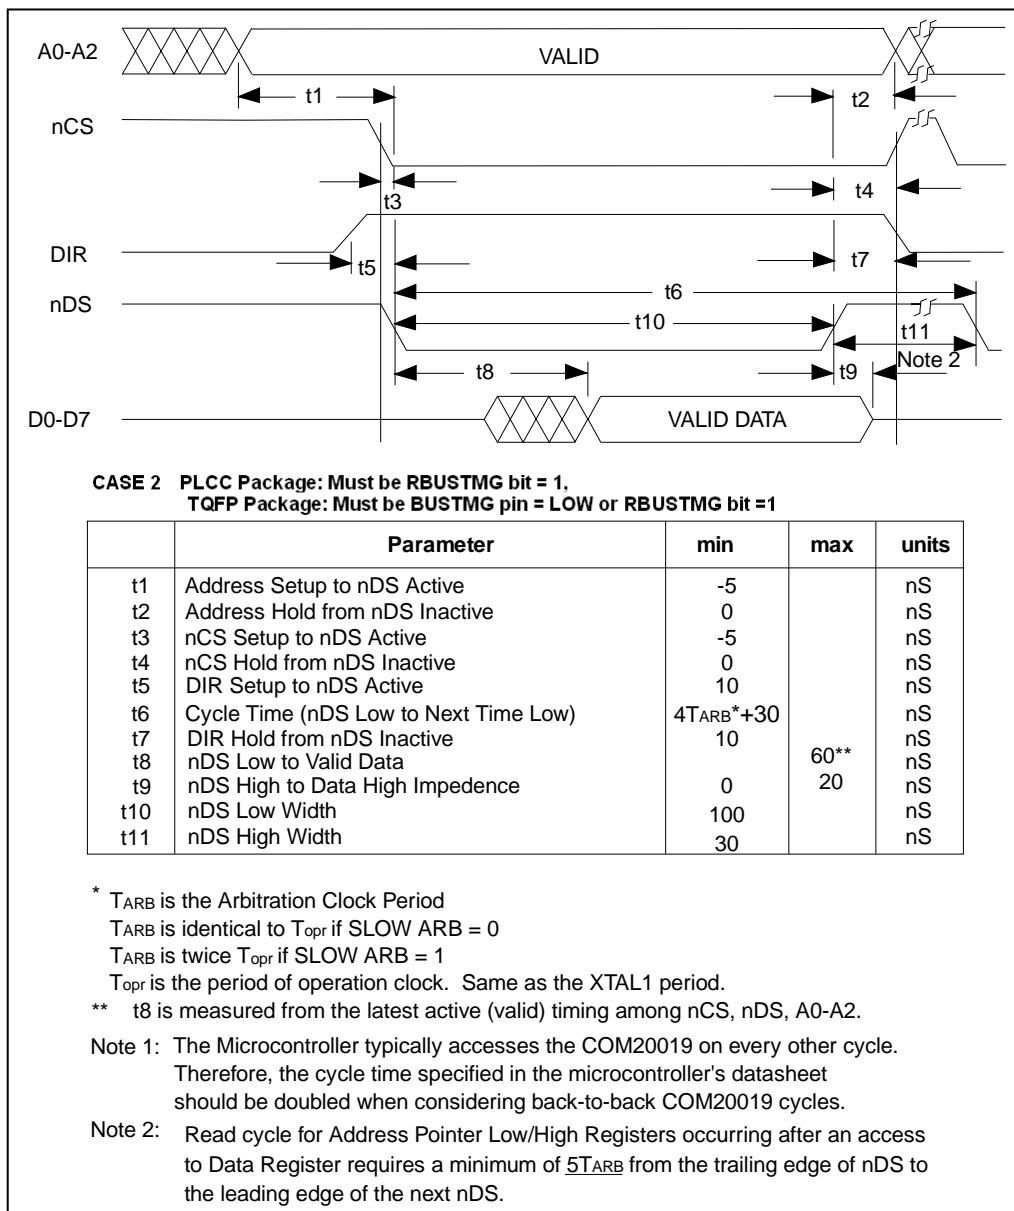 A0-A2
VALID
t1
t2
nCS
t3
t4
DIR
t5
t7
nDS
t6
t10
t11
t8
t9
Note 2
D0-D7
VALID DATA
CASE 2 PLCC Package: Must be RBUSTMG bit = 1,
TQFP Package: Must be BUSTMG pin = LOW or RBUSTMG bit =1
Parameter min max units
t1 Address Setup to nDS Active -5 nS
t2 Address Hold from nDS Inactive 0 nS
t3 nCS Setup to nDS Active -5 nS
t4 nCS Hold from nDS Inactive 0 nS
t5 DIR Setup to nDS Active 10 nS
t6 Cycle Time (nDS Low to Next Time Low) 4TARB*+30 nS
t7 DIR Hold from nDS Inactive 10 nS
t8 nDS Low to Valid Data 60** nS
t9 nDS High to Data High Impedence 0 20 nS
t10 nDS Low Width 100 nS
t11 nDS High Width 30 nS
* TARB is the Arbitration Clock Period
TARB is identical to Topr if SLOW ARB = 0
TARB is twice Topr if SLOW ARB = 1
Topr is the period of operation clock. Same as the XTAL1 period.
** t8 is measured from the latest active (valid) timing among nCS, nDS, A0-A2.
Note 1: The Microcontroller typically accesses the COM20019 on every other cycle.
Therefore, the cycle time specified in the microcontroller's datasheet
should be doubled when considering back-to-back COM20019 cycles.
Note 2: Read cycle for Address Pointer Low/High Registers occurring after an access
to Data Register requires a minimum of 5TARB from the trailing edge of nDS to
the leading edge of the next nDS.